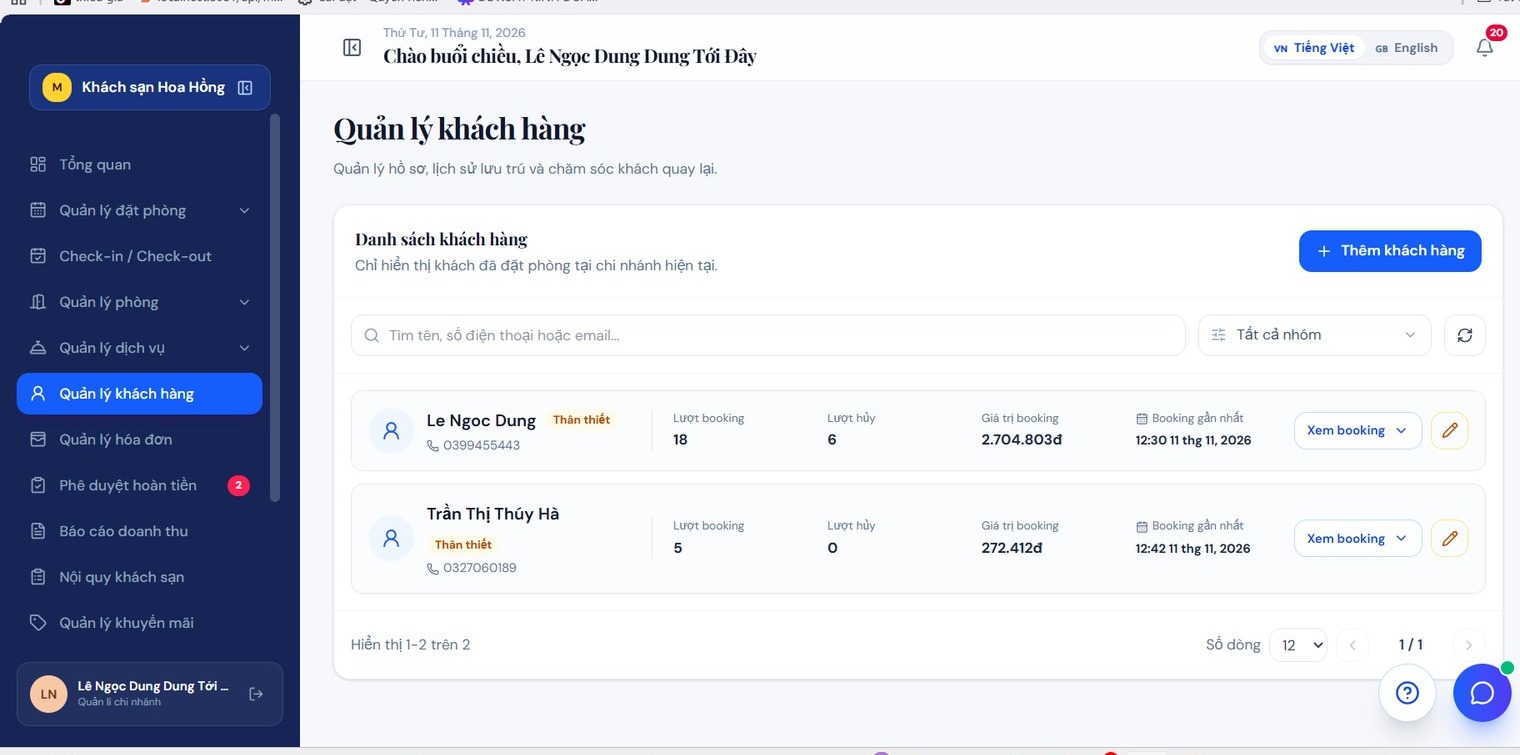 Thứ Tư, 11 Tháng 11, 2026
Chào buổi chiều, Lê Ngọc Dung Dung Tới Đây
VN Tiếng Việt GB English
20
M Khách sạn Hoa Hồng
Tổng quan
Quản lý đặt phòng
Check-in / Check-out
Quản lý phòng
Quản lý dịch vụ
Quản lý khách hàng
Quản lý hóa đơn
Phê duyệt hoàn tiền 2
Báo cáo doanh thu
Nội quy khách sạn
Quản lý khuyến mãi
LN
Lê Ngọc Dung Dung Tới ...
Quản lí chi nhánh
Quản lý khách hàng
Quản lý hồ sơ, lịch sử lưu trú và chăm sóc khách quay lại.
Danh sách khách hàng
Chỉ hiển thị khách đã đặt phòng tại chi nhánh hiện tại.
+ Thêm khách hàng
Tìm tên, số điện thoại hoặc email...
Tất cả nhóm
Le Ngoc Dung Thân thiết
0399455443
Lượt booking
18
Lượt hủy
6
Giá trị booking
2.704.803đ
Booking gần nhất
12:30 11 thg 11, 2026
Xem booking
Trần Thị Thúy Hà
Thân thiết
0327060189
Lượt booking
5
Lượt hủy
0
Giá trị booking
272.412đ
Booking gần nhất
12:42 11 thg 11, 2026
Xem booking
Hiển thị 1-2 trên 2
Số dòng 12 1 / 1